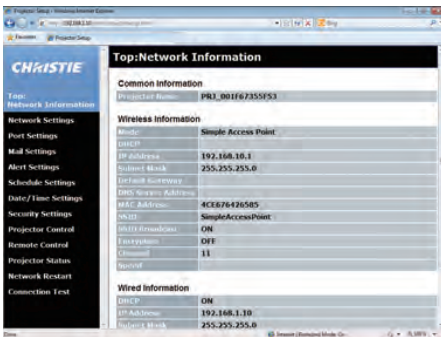 Projector Setup - Windows Internet Explorer
Bing
Favorites
Projector Setup
CHRISTIE
Top:Network Information
Top:
Network Information
Network Settings
Port Settings
Mail Settings
Alert Settings
Schedule Settings
Date/Time Settings
Security Settings
Projector Control
Remote Control
Projector Status
Network Restart
Connection Test
Common Information
Projector Name PRJ_001F67355F53
Wireless Information
Mode Simple Access Point
DHCP
IP Address 192.168.10.1
Subnet Mask 255.255.255.0
Default Gateway
DNS Server Address
MAC Address 4CE676426585
SSID SimpleAccessPoint
SSID Broadcast ON
Encryption OFF
Channel 11
Speed
Wired Information
DHCP ON
IP Address 192.168.1.10
Subnet Mask 255.255.255.0
Done